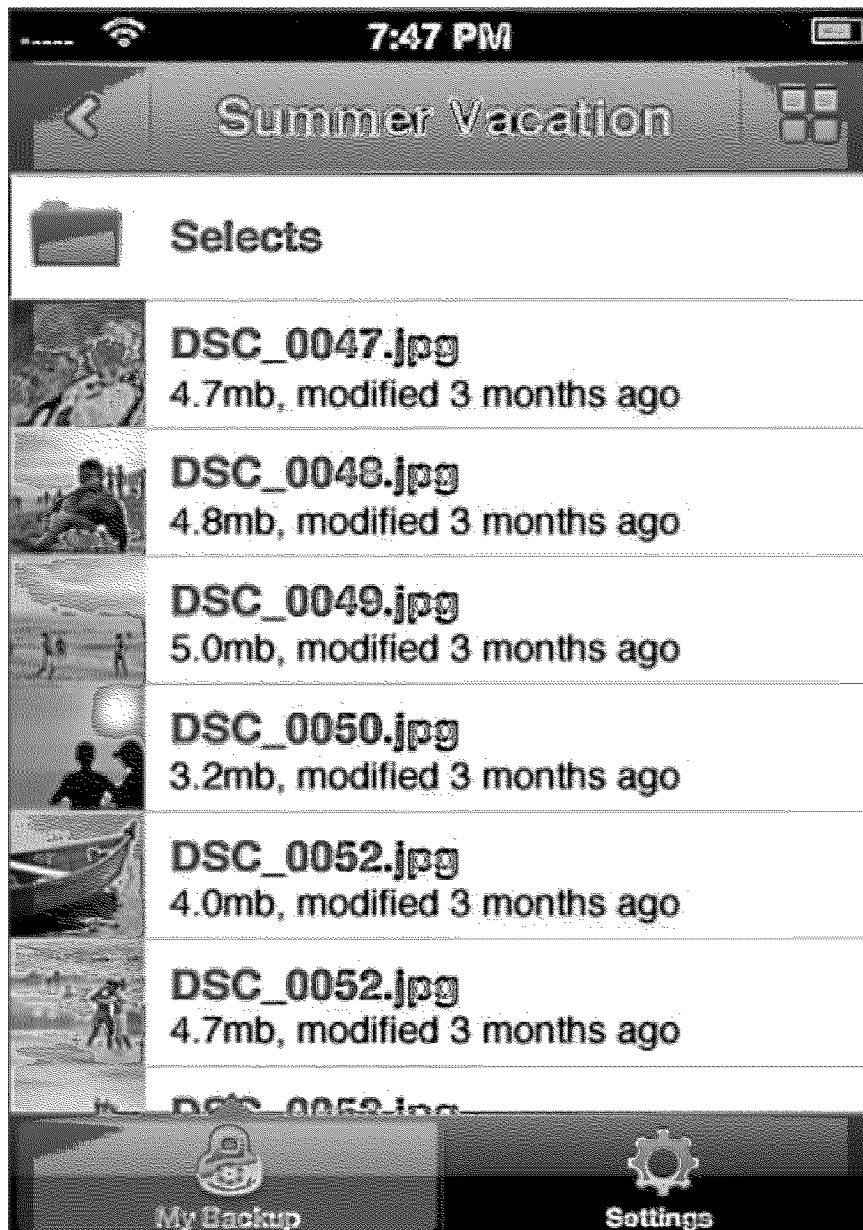 7:47 PM
Summer Vacation
Selects
DSC_0047.jpg
4.7mb, modified 3 months ago
DSC_0048.jpg
4.8mb, modified 3 months ago
DSC_0049.jpg
5.0mb, modified 3 months ago
DSC_0050.jpg
3.2mb, modified 3 months ago
DSC_0052.jpg
4.0mb, modified 3 months ago
DSC_0052.jpg
4.7mb, modified 3 months ago
My Backup
Settings